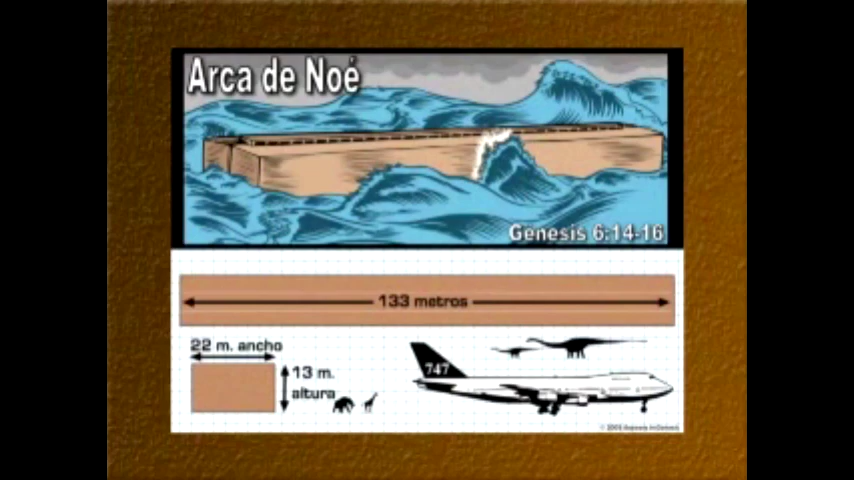 Arca de Noé
Genesis 6:14-16
133 metros
22 m. ancho
13 m.
altura
747